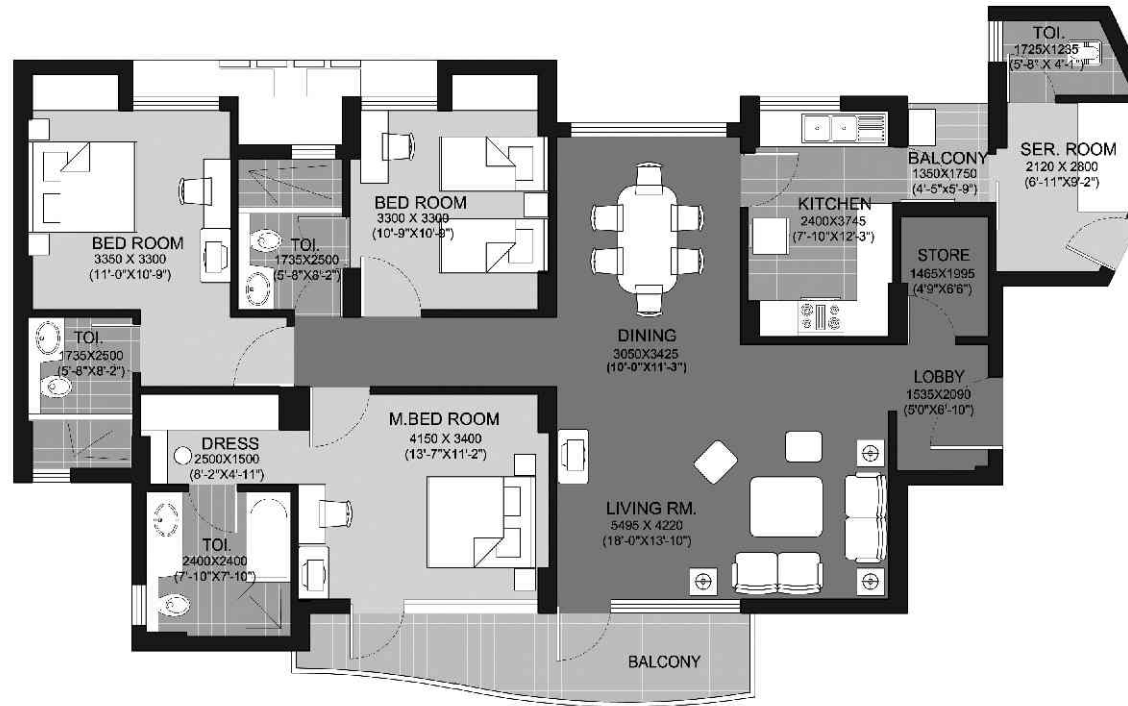 TOI.
1725X1235
(5'-8" X 4'-1")
SER. ROOM
2120 X 2800
(6'-11"X9'-2")
BALCONY
1350X1750
(4'-5"x5'-9")
KITCHEN
2400X3745
(7'-10"X12'-3")
STORE
1465X1995
(4'9"X6'6")
BED ROOM
3300 X 3300
(10'-9"X10'-9")
BED ROOM
3350 X 3300
(11'-0"X10'-9")
TOI.
1735X2500
(5'-8"X8'-2")
TOI.
1735X2500
(5'-8"X8'-2")
DINING
3050X3425
(10'-0"X11'-3")
LOBBY
1535X2090
(5'0"X6'-10")
M.BED ROOM
4150 X 3400
(13'-7"X11'-2")
DRESS
2500X1500
(8'-2"X4'-11")
LIVING RM.
5495 X 4220
(18'-0"X13'-10")
TOI.
2400X2400
(7'-10"X7'-10")
BALCONY